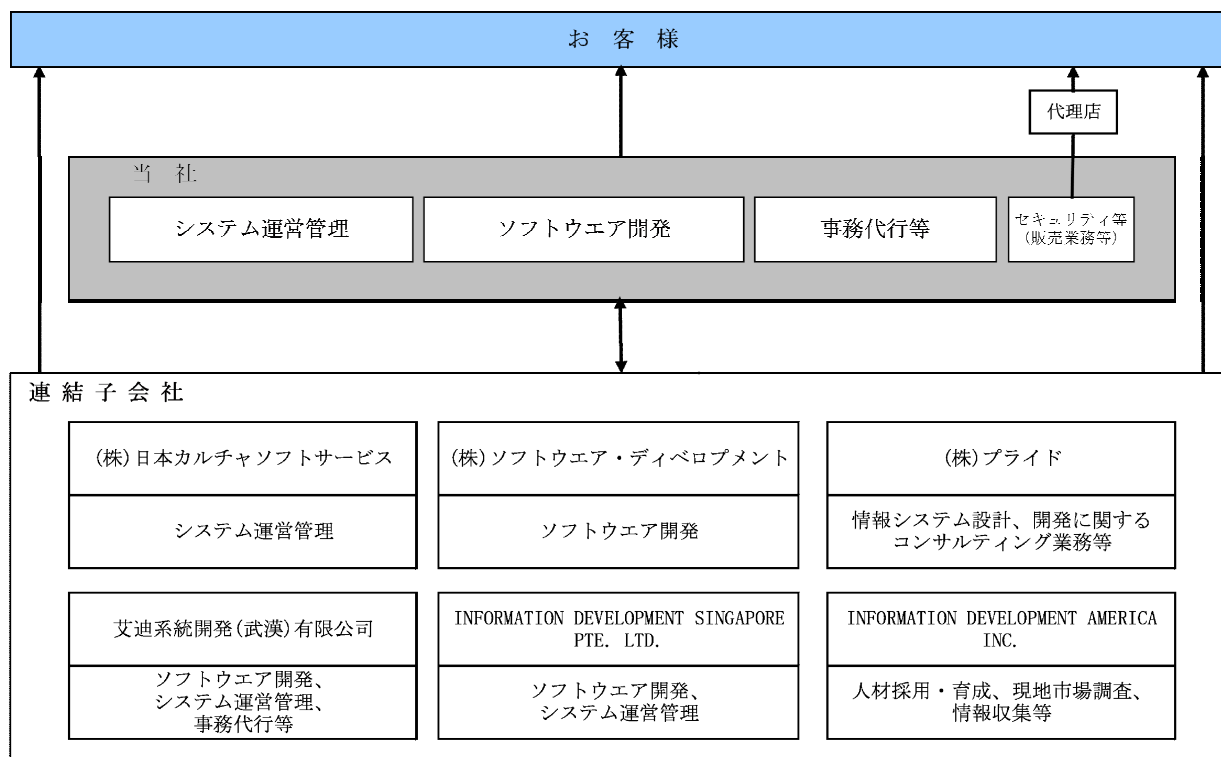 お 客 様
代理店
当 社
システム運営管理
ソフトウエア開発
事務代行等
セキュリティ等
(販売業務等)
連 結 子 会 社
(株)日本カルチャソフトサービス
システム運営管理
(株)ソフトウエア・ディベロプメント
ソフトウエア開発
(株)プライド
情報システム設計、開発に関する
コンサルティング業務等
艾迪系統開発(武漢)有限公司
ソフトウエア開発、
システム運営管理、
事務代行等
INFORMATION DEVELOPMENT SINGAPORE
PTE. LTD.
ソフトウエア開発、
システム運営管理
INFORMATION DEVELOPMENT AMERICA
INC.
人材採用・育成、現地市場調査、
情報収集等